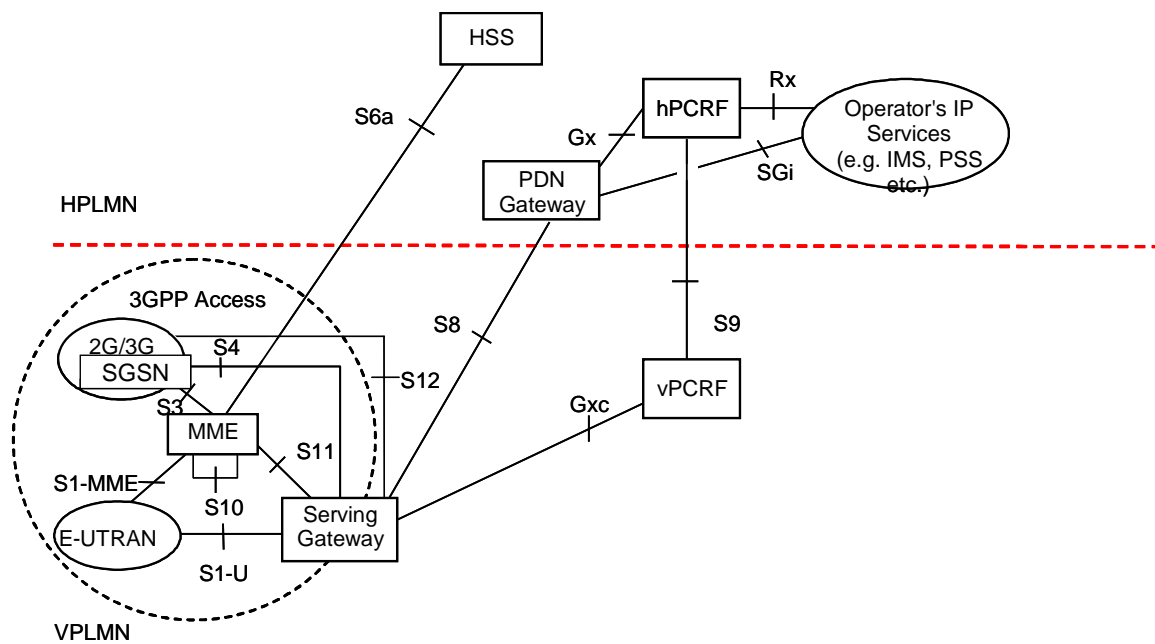 HSS
Rx
hPCRF
Operator's IP
Services
(e.g. IMS, PSS
etc.)
S6a
Gx
SGi
PDN
Gateway
HPLMN
3GPP Access
2G/3G
SGSN
S4
S8
S9
S12
vPCRF
S3
Gxc
MME
S11
S1-MME
S10
E-UTRAN
Serving
Gateway
S1-U
VPLMN